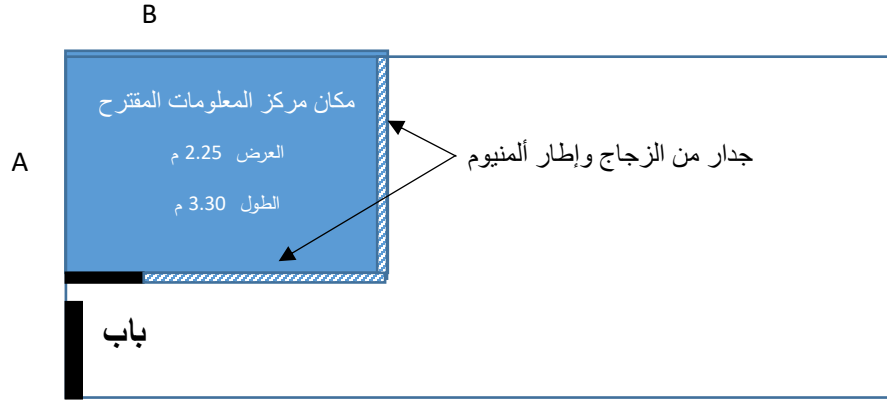 B
مكان مركز المعلومات المقترح
A
العرض 2.25 م
جدار من الزجاج وإطار ألمنيوم
الطول 3.30 م
باب